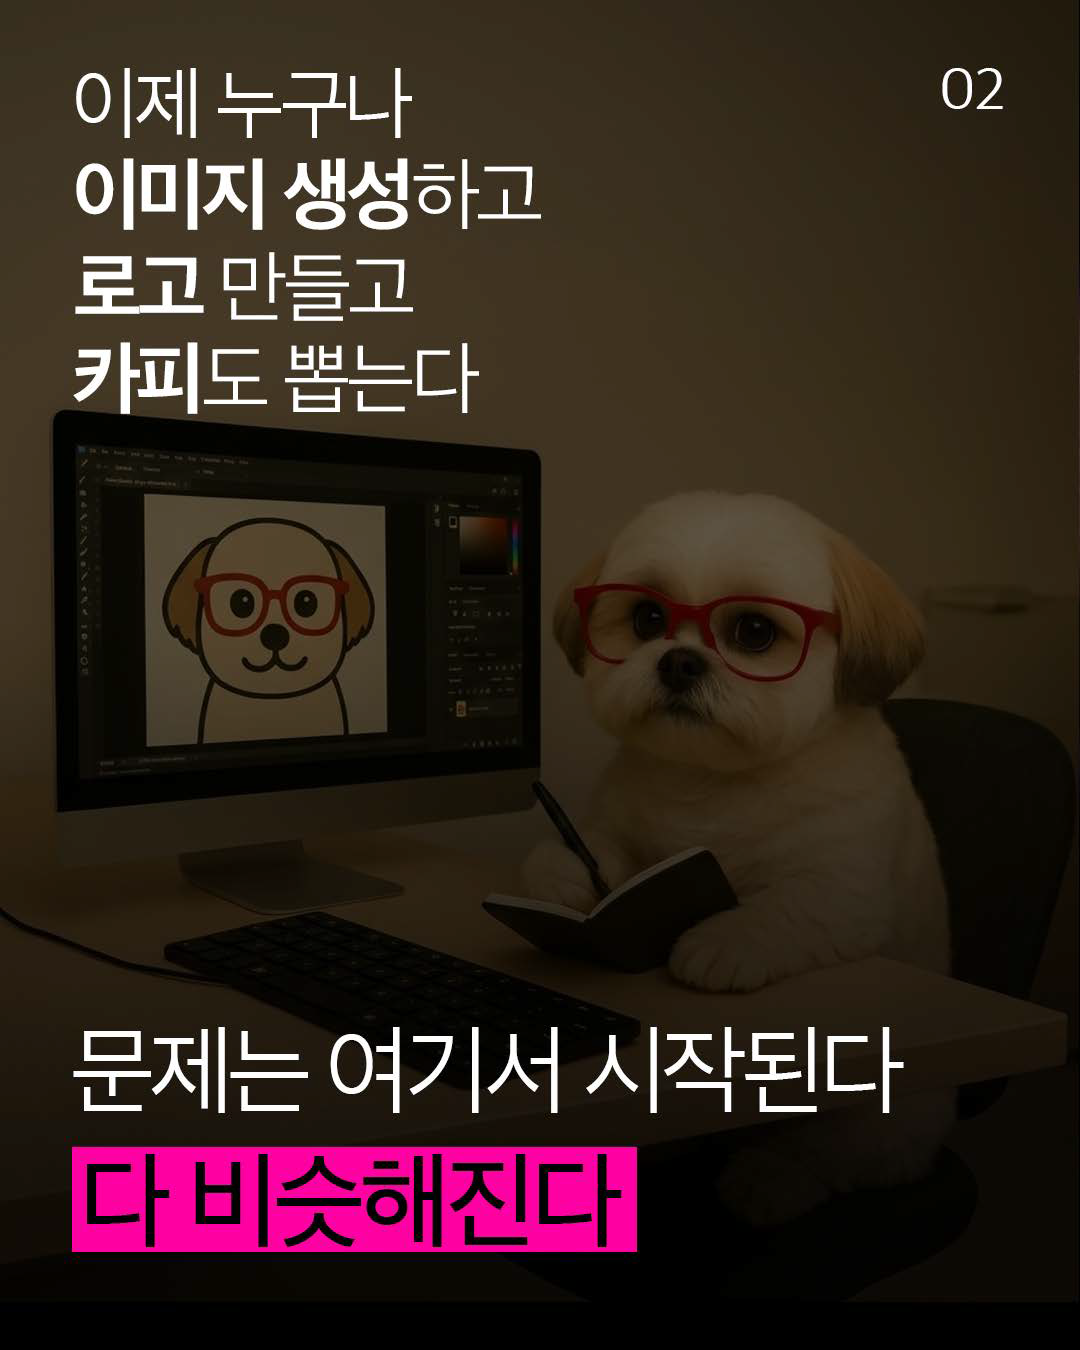 이제 누구나
02
이미지 생성하고
로고 만들고
카피도 뽑는다
문제는 여기서 시작된다
다 비슷해진다